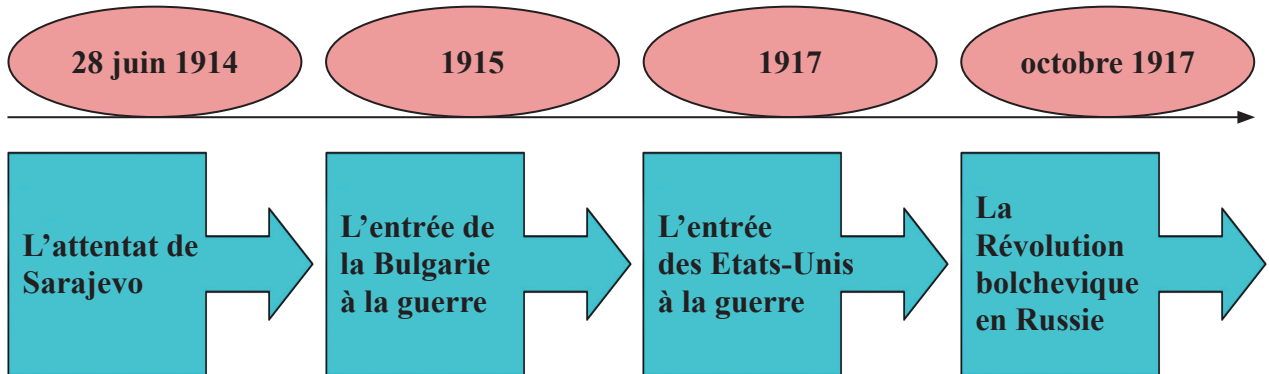 28 juin 1914
1915
1917
octobre 1917
L’attentat de
Sarajevo
L’entrée de
la Bulgarie
à la guerre
L’entrée
des Etats-Unis
à la guerre
La
Révolution
bolchevique
en Russie